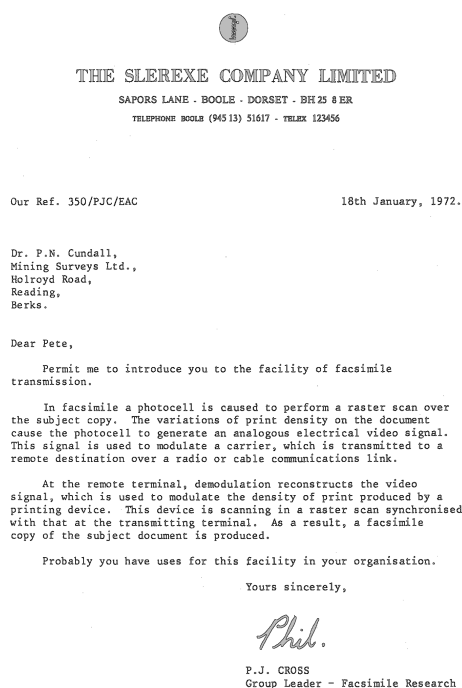 THE SLEREXE COMPANY LIMITED
SAPORS LANE - BOOLE - DORSET - BH 25 8 ER
TELEPHONE BOOLE (945 13) 51617 - TELEX 123456
Our Ref. 350/PJC/EAC 18th January, 1972.
Dr. P.N. Cundall,
Mining Surveys Ltd.,
Holroyd Road,
Reading,
Berks.
Dear Pete,
Permit me to introduce you to the facility of facsimile
transmission.
In facsimile a photocell is caused to perform a raster scan over
the subject copy. The variations of print density on the document
cause the photocell to generate an analogous electrical video signal.
This signal is used to modulate a carrier, which is transmitted to a
remote destination over a radio or cable communications link.
At the remote terminal, demodulation reconstructs the video
signal, which is used to modulate the density of print produced by a
printing device. This device is scanning in a raster scan synchronised
with that at the transmitting terminal. As a result, a facsimile
copy of the subject document is produced.
Probably you have uses for this facility in your organisation.
Yours sincerely,
Phil.
P.J. CROSS
Group Leader - Facsimile Research